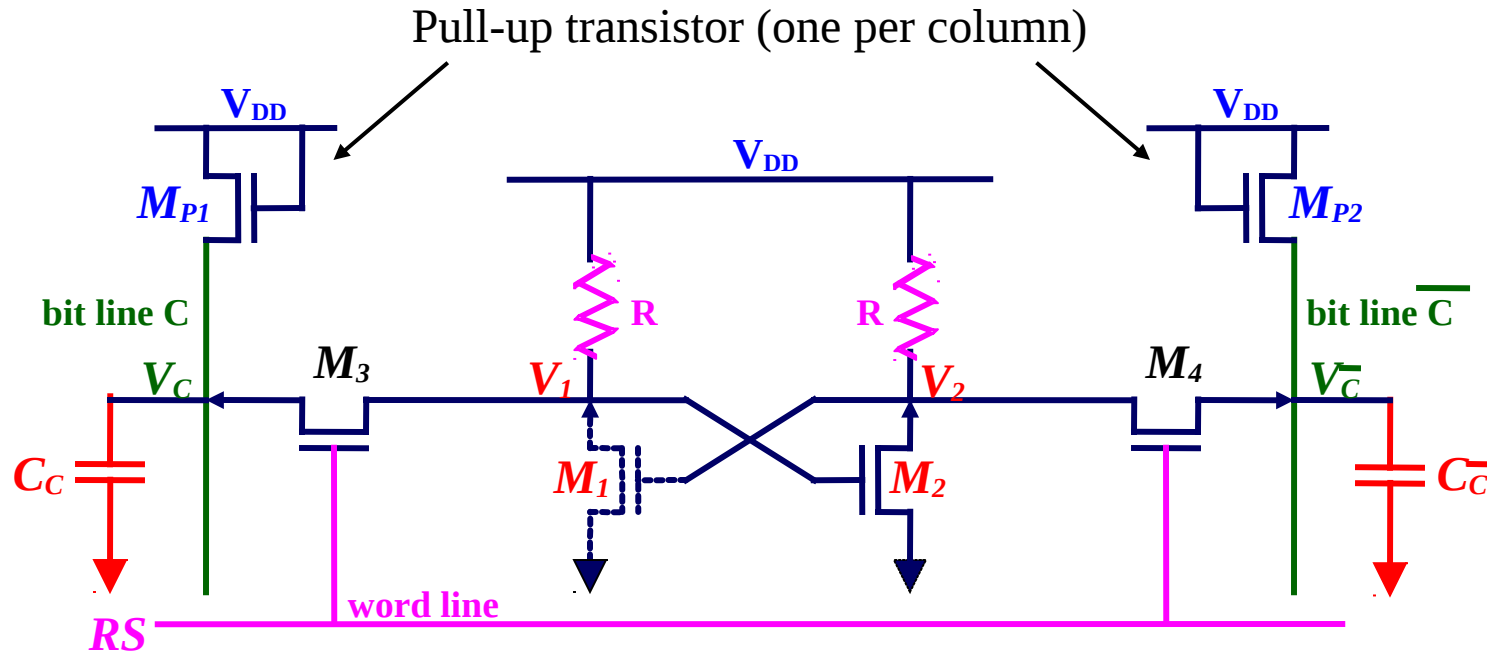 Pull-up transistor (one per column)
VDD
VDD
VDD
MP1
MP2
bit line C
R
R
bit line C̅
M3
M4
VC
V1
V2
VC̅
CC
M1
M2
CC̅
word line
RS